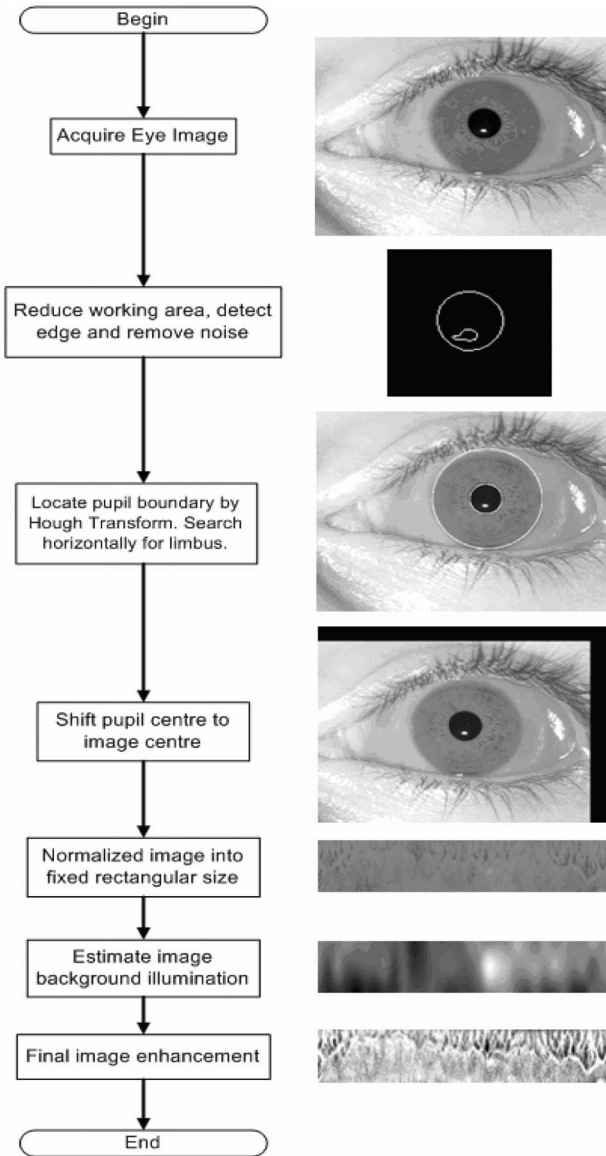 Begin
Acquire Eye Image
Reduce working area, detect
edge and remove noise
Locate pupil boundary by
Hough Transform. Search
horizontally for limbus.
Shift pupil centre to
image centre
Normalized image into
fixed rectangular size
Estimate image
background illumination
Final image enhancement
End